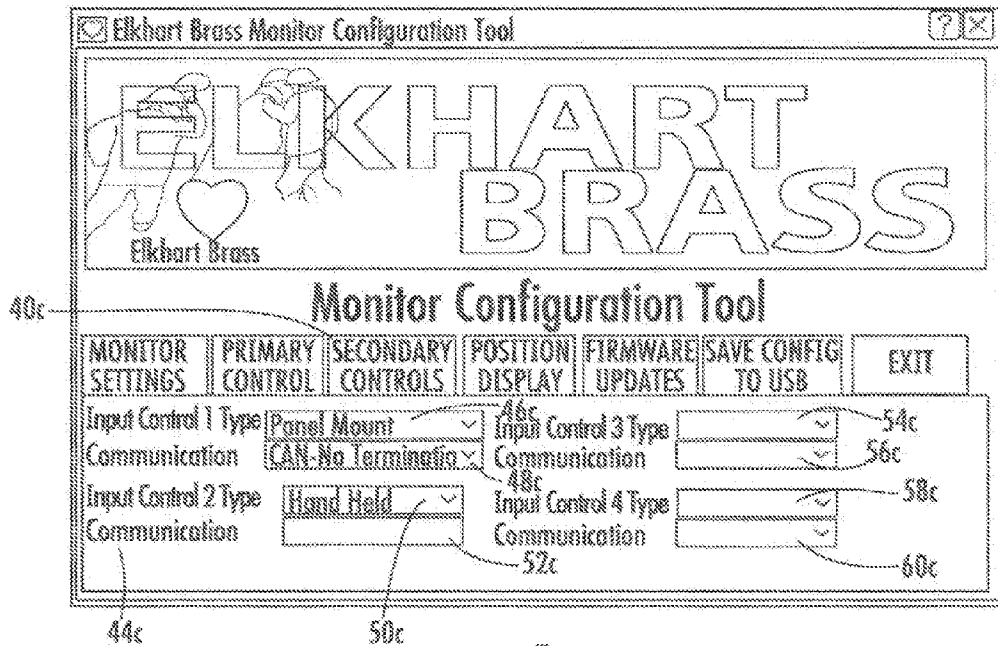 Elkhart Brass Monitor Configuration Tool
? X
ELKHART
BRASS
Elkhart Brass
Monitor Configuration Tool
40c
MONITOR SETTINGS
PRIMARY CONTROL
SECONDARY CONTROLS
POSITION DISPLAY
FIRMWARE UPDATES
SAVE CONFIG TO USB
EXIT
Input Control 1 Type Panel Mount 46c
Communication CAN-No Terminatio 48c
Input Control 2 Type Hand Held
Communication
Input Control 3 Type 54c
Communication 56c
Input Control 4 Type 58c
Communication
52c
60c
44c
50c